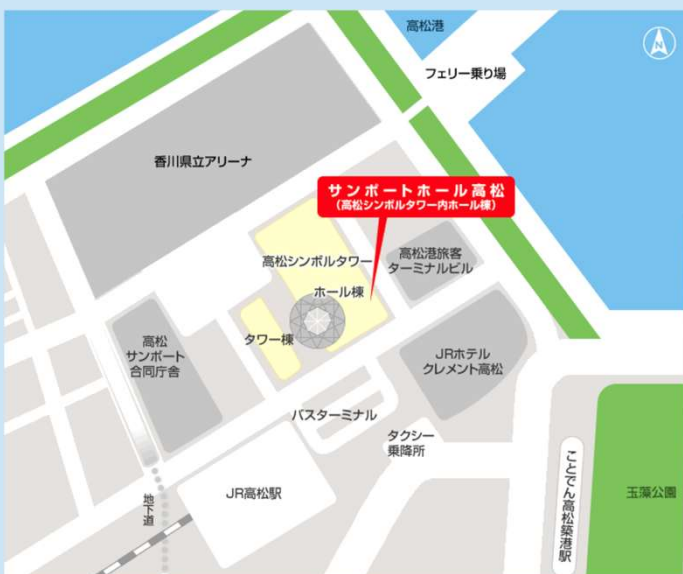 高松港
N
フェリー乗り場
香川県立アリーナ
サンポートホール高松
(高松シンボルタワー内ホール棟)
高松シンボルタワー
高松港旅客
ターミナルビル
ホール棟
タワー棟
高松
サンポート
合同庁舎
JRホテル
クレメント高松
バスターミナル
タクシー
乗降所
ことでん高松築港駅
玉藻公園
JR高松駅
地下道